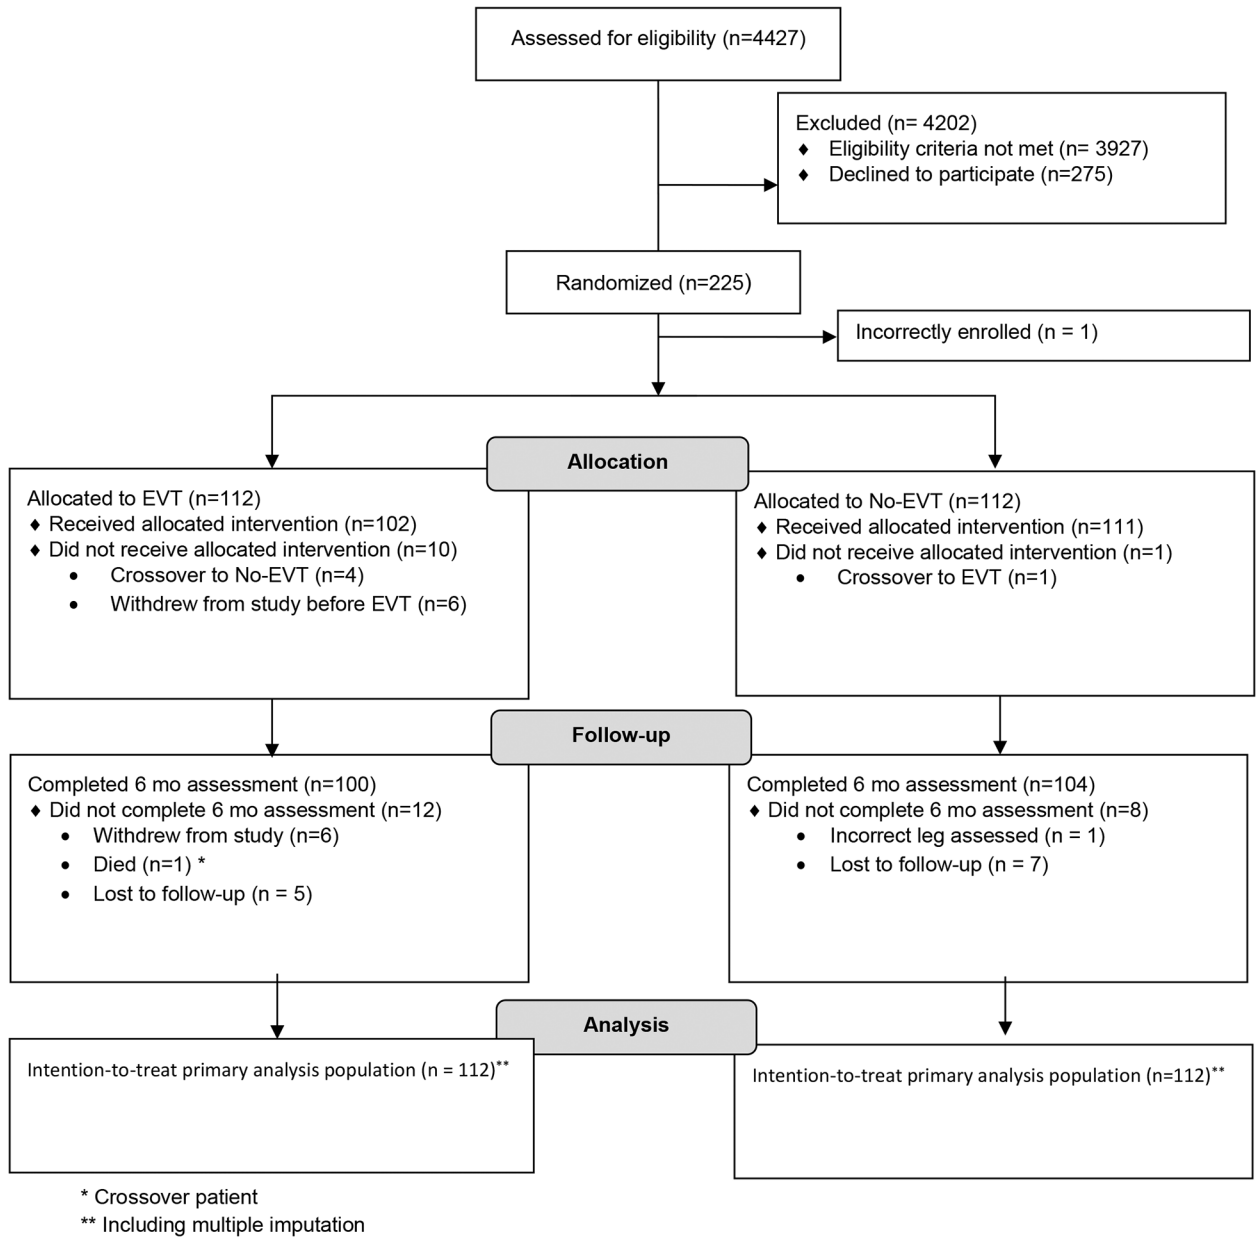 Assessed for eligibility (n=4427)
Excluded (n= 4202)
♦ Eligibility criteria not met (n= 3927)
♦ Declined to participate (n=275)
Randomized (n=225)
Incorrectly enrolled (n = 1)
Allocation
Allocated to EVT (n=112)
♦ Received allocated intervention (n=102)
♦ Did not receive allocated intervention (n=10)
• Crossover to No-EVT (n=4)
• Withdrew from study before EVT (n=6)
Allocated to No-EVT (n=112)
♦ Received allocated intervention (n=111)
♦ Did not receive allocated intervention (n=1)
• Crossover to EVT (n=1)
Follow-up
Completed 6 mo assessment (n=100)
♦ Did not complete 6 mo assessment (n=12)
• Withdrew from study (n=6)
• Died (n=1) *
• Lost to follow-up (n = 5)
Completed 6 mo assessment (n=104)
♦ Did not complete 6 mo assessment (n=8)
• Incorrect leg assessed (n = 1)
• Lost to follow-up (n = 7)
Analysis
Intention-to-treat primary analysis population (n = 112)**
Intention-to-treat primary analysis population (n=112)**
* Crossover patient
** Including multiple imputation